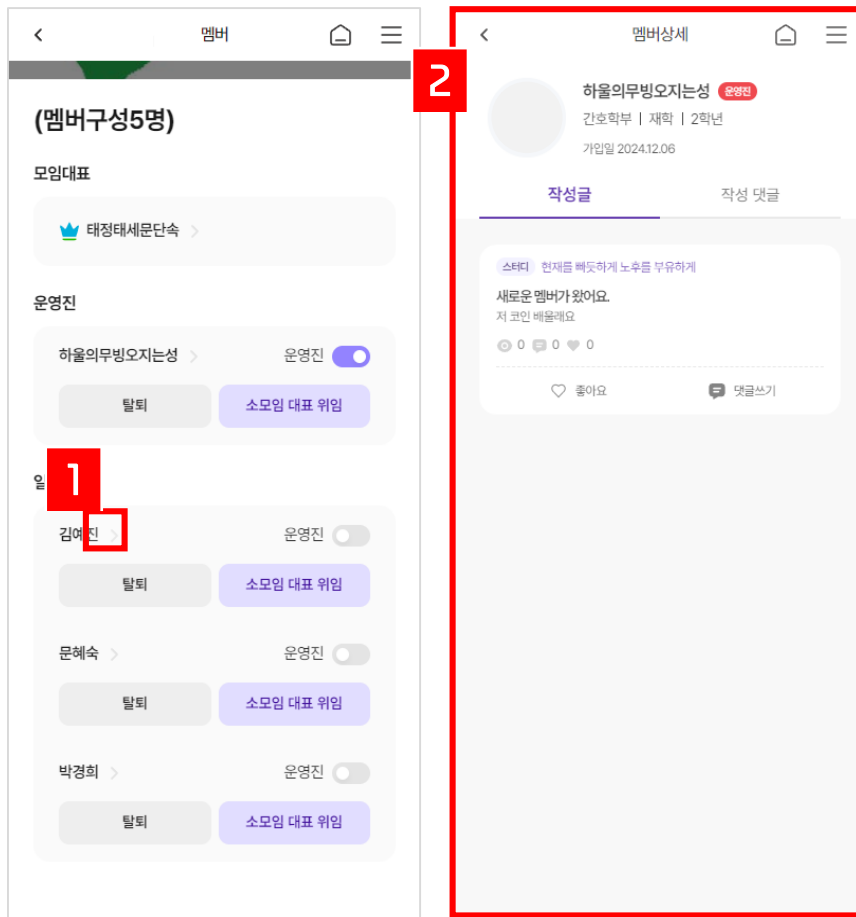 멤버
(멤버구성5명)
모임대표
태정태세문단속
운영진
하울의무빙오지는성 운영진
탈퇴 소모임 대표 위임
일
1
김예진 운영진
탈퇴 소모임 대표 위임
문혜숙 운영진
탈퇴 소모임 대표 위임
박경희 운영진
탈퇴 소모임 대표 위임
2
멤버상세
하울의무빙오지는성 운영진
간호학부 | 재학 | 2학년
가입일 2024.12.06
작성글 작성 댓글
스터디 현재를 빠듯하게 노후를 부유하게
새로운 멤버가 왔어요.
저 코인 배울래요
0 0 0
좋아요 댓글쓰기